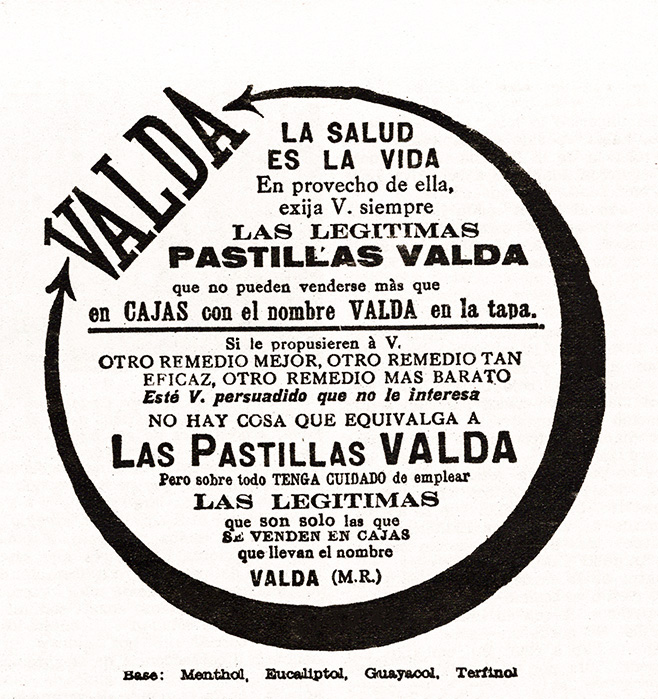 VALDA
LA SALUD
ES LA VIDA
En provecho de ella,
exija V. siempre
LAS LEGITIMAS
PASTILLAS VALDA
que no pueden venderse màs que
en CAJAS con el nombre VALDA en la tapa.
Si le propusieren à V.
OTRO REMEDIO MEJOR, OTRO REMEDIO TAN
EFICAZ, OTRO REMEDIO MAS BARATO
Esté V. persuadido que no le interesa
NO HAY COSA QUE EQUIVALGA A
LAS PASTILLAS VALDA
Pero sobre todo TENGA CUIDADO de emplear
LAS LEGITIMAS
que son solo las que
SE VENDEN EN CAJAS
que llevan el nombre
VALDA (M.R.)
Base: Menthol, Eucaliptol, Guayacol, Terfinol